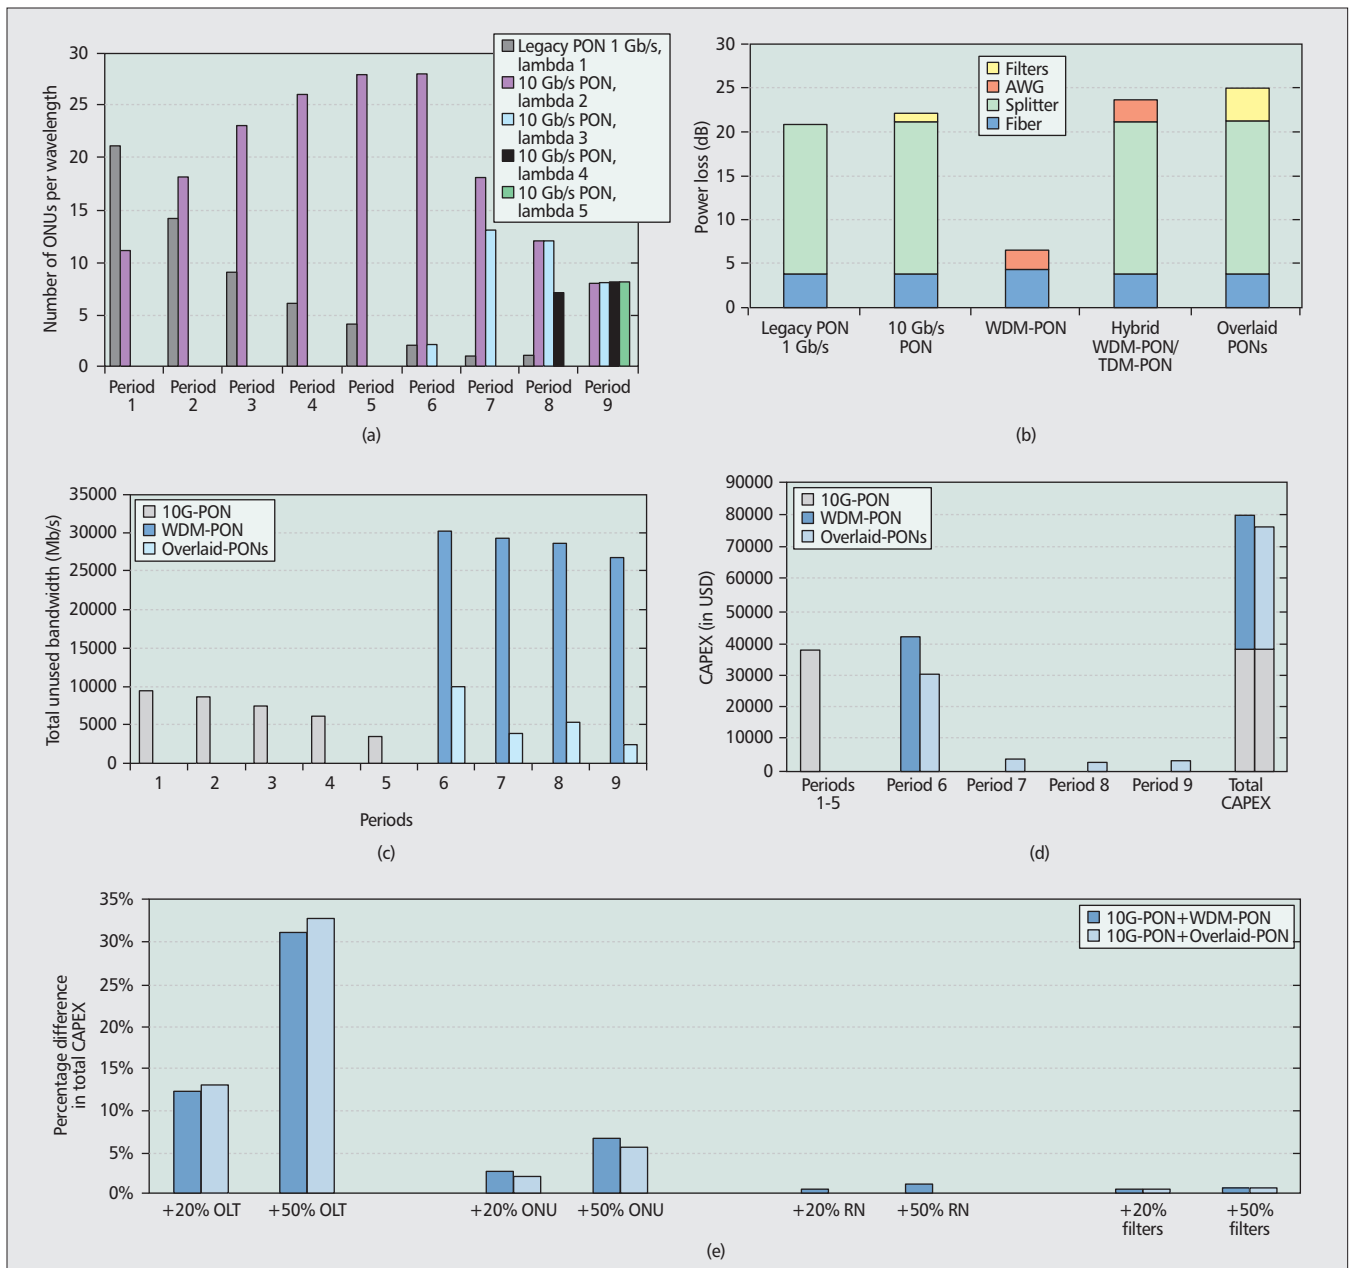 Number of ONUs per wavelength
30
25
20
15
10
5
0
Legacy PON 1 Gb/s,
lambda 1
10 Gb/s PON,
lambda 2
10 Gb/s PON,
lambda 3
10 Gb/s PON,
lambda 4
10 Gb/s PON,
lambda 5
Period
1
Period
2
Period
3
Period
4
Period
5
Period
6
Period
7
Period
8
Period
9
(a)
Power loss (dB)
30
25
20
15
10
5
0
Filters
AWG
Splitter
Fiber
Legacy PON
1 Gb/s
10 Gb/s
PON
WDM-PON
Hybrid
WDM-PON/
TDM-PON
Overlaid
PONs
(b)
Total unused bandwidth (Mb/s)
35000
30000
25000
20000
15000
10000
5000
0
10G-PON
WDM-PON
Overlaid-PONs
1
2
3
4
5
6
7
8
9
Periods
(c)
CAPEX (in USD)
90000
80000
70000
60000
50000
40000
30000
20000
10000
0
10G-PON
WDM-PON
Overlaid-PONs
Periods
1-5
Period 6
Period 7
Period 8
Period 9
Total
CAPEX
(d)
Percentage difference
in total CAPEX
35%
30%
25%
20%
15%
10%
5%
0%
10G-PON+WDM-PON
10G-PON+Overlaid-PON
+20% OLT
+50% OLT
+20% ONU
+50% ONU
+20% RN
+50% RN
+20%
filters
+50%
filters
(e)